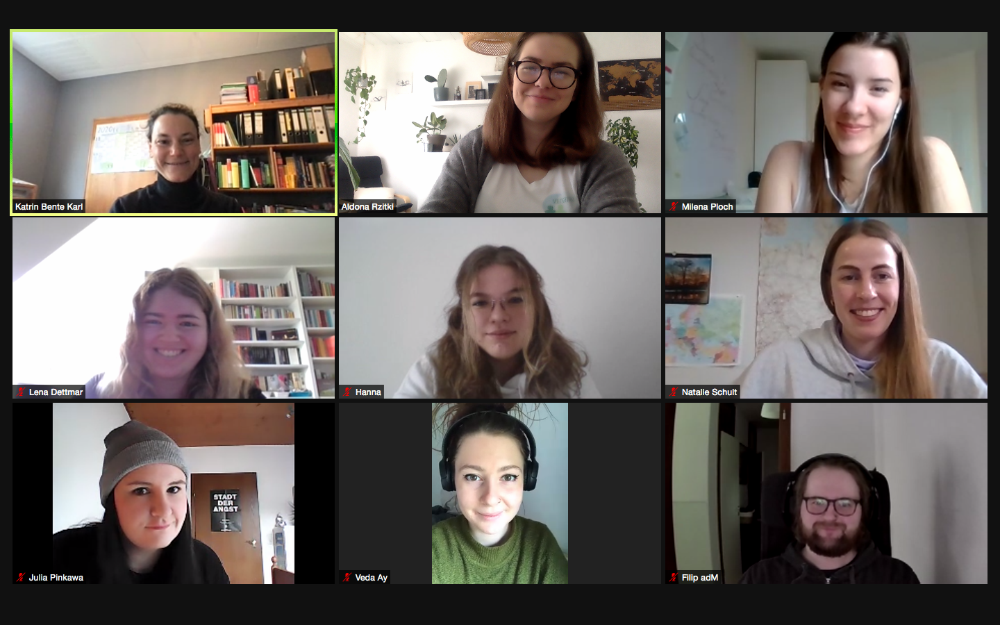 Katrin Bente Karl
Aldona Rzitki
Milena Ploch
Lena Dettmar
Hanna
Natalie Schult
STADT
DER
ANGST
Julia Pinkawa
Veda Ay
Filip adM